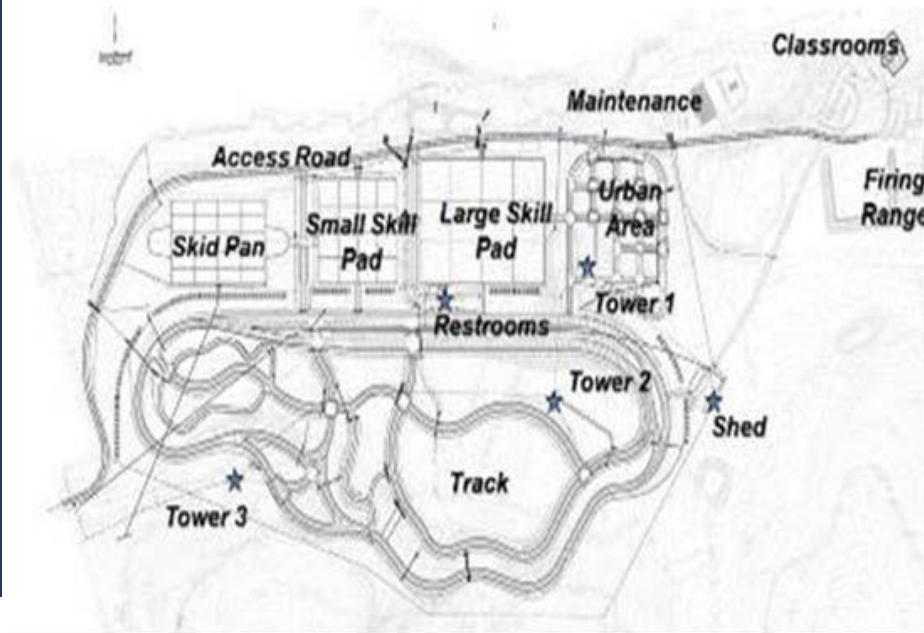 Classrooms
Maintenance
Access Road
Firing
Range
Urban
Area
Small Skill
Pad
Large Skill
Pad
Skid Pan
Tower 1
Restrooms
Tower 2
Shed
Track
Tower 3